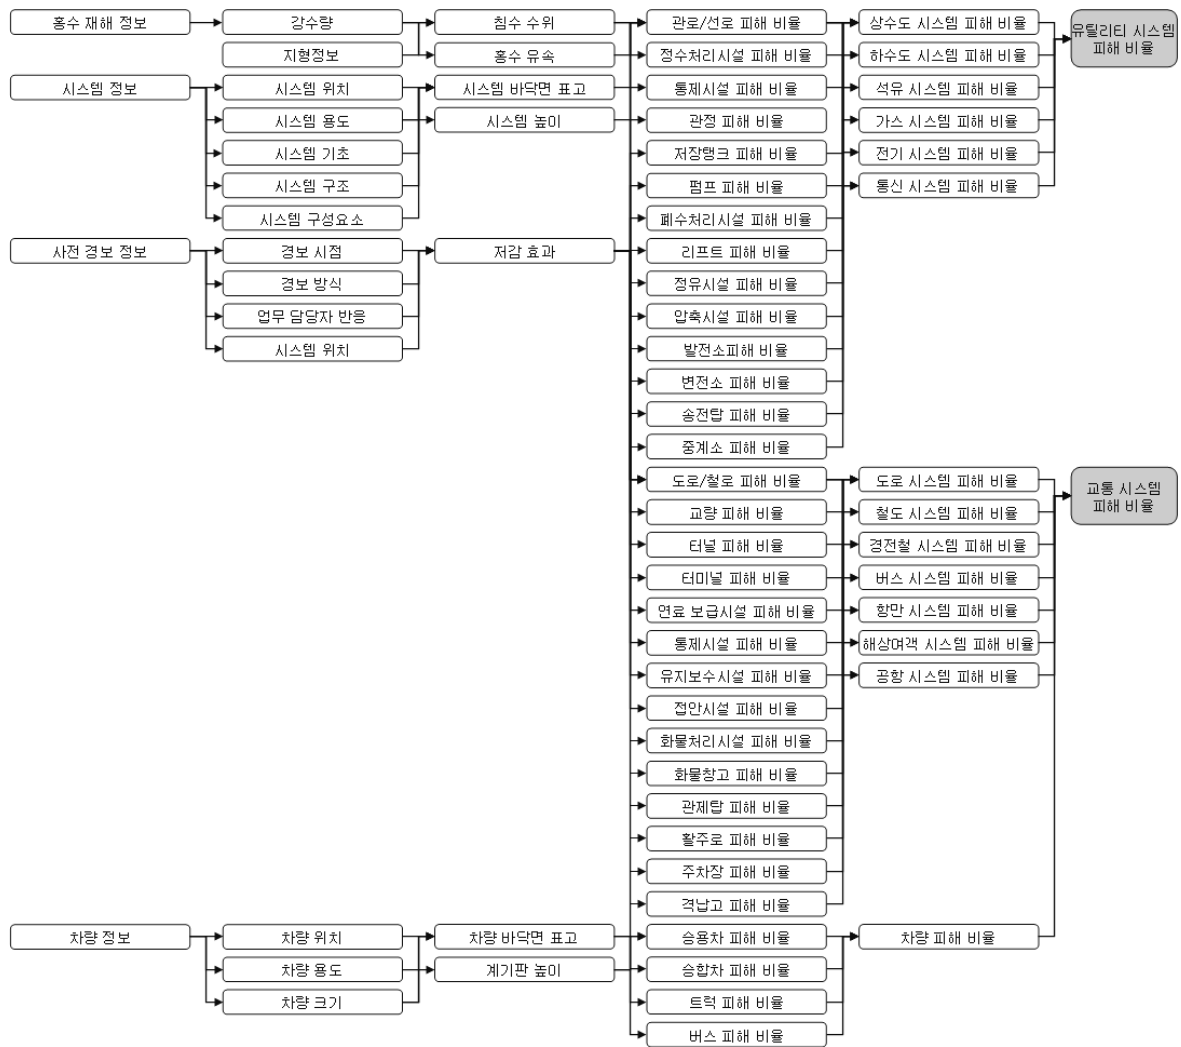 홍수 재해 정보
강수량
침수 수위
관로/선로 피해 비율
상수도 시스템 피해 비율
유틸리티 시스템
피해 비율
지형정보
홍수 유속
정수처리시설 피해 비율
하수도 시스템 피해 비율
시스템 정보
시스템 위치
시스템 바닥면 표고
통제시설 피해 비율
석유 시스템 피해 비율
시스템 용도
시스템 높이
관정 피해 비율
가스 시스템 피해 비율
시스템 기초
저장탱크 피해 비율
전기 시스템 피해 비율
시스템 구조
펌프 피해 비율
통신 시스템 피해 비율
시스템 구성요소
폐수처리시설 피해 비율
사전 경보 정보
경보 시점
저감 효과
리프트 피해 비율
경보 방식
정유시설 피해 비율
업무 담당자 반응
압축시설 피해 비율
시스템 위치
발전소피해 비율
변전소 피해 비율
송전탑 피해 비율
중계소 피해 비율
도로/철로 피해 비율
도로 시스템 피해 비율
교통 시스템
피해 비율
교량 피해 비율
철도 시스템 피해 비율
터널 피해 비율
경전철 시스템 피해 비율
터미널 피해 비율
버스 시스템 피해 비율
연료 보급시설 피해 비율
항만 시스템 피해 비율
통제시설 피해 비율
해상여객 시스템 피해 비율
유지보수시설 피해 비율
공항 시스템 피해 비율
접안시설 피해 비율
화물처리시설 피해 비율
화물창고 피해 비율
관제탑 피해 비율
활주로 피해 비율
주차장 피해 비율
격납고 피해 비율
차량 정보
차량 위치
차량 바닥면 표고
승용차 피해 비율
차량 피해 비율
차량 용도
계기판 높이
승합차 피해 비율
차량 크기
트럭 피해 비율
버스 피해 비율